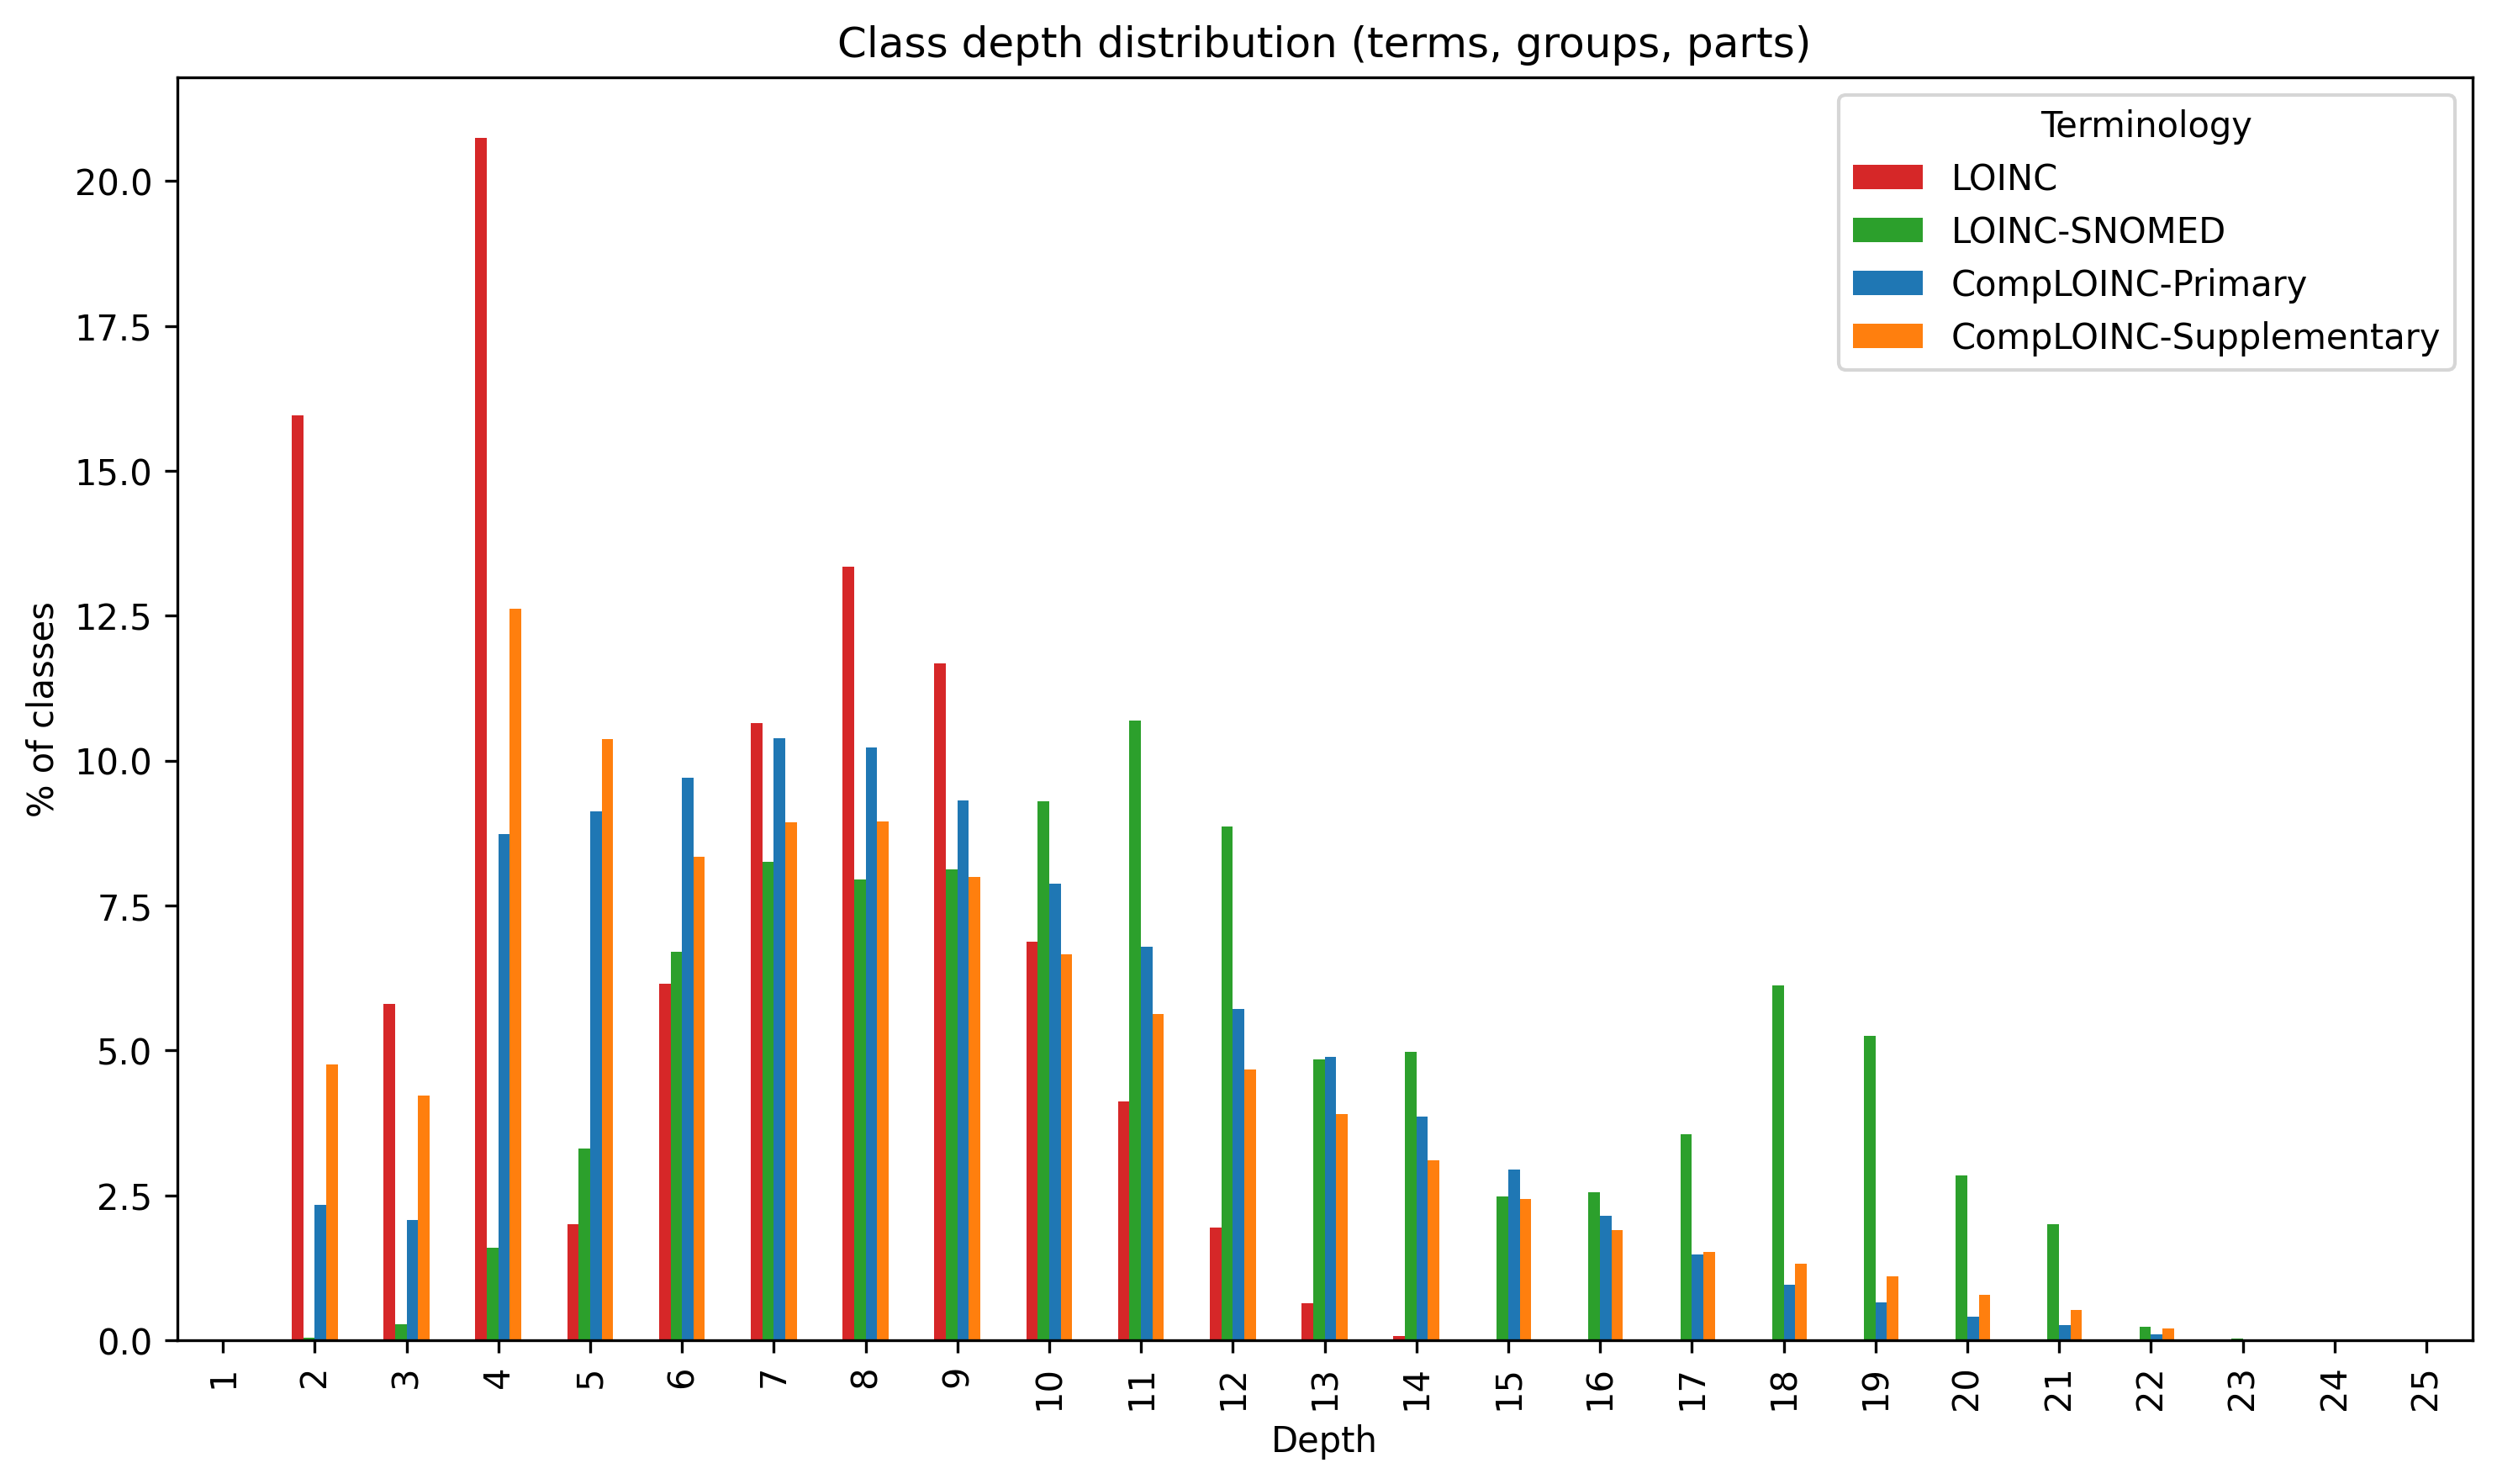 Class depth distribution (terms, groups, parts)
Terminology
LOINC
LOINC-SNOMED
CompLOINC-Primary
CompLOINC-Supplementary
% of classes
20.0
17.5
15.0
12.5
10.0
7.5
5.0
2.5
0.0
1 2 3 4 5 6 7 8 9 10 11 12 13 14 15 16 17 18 19 20 21 22 23 24 25
Depth